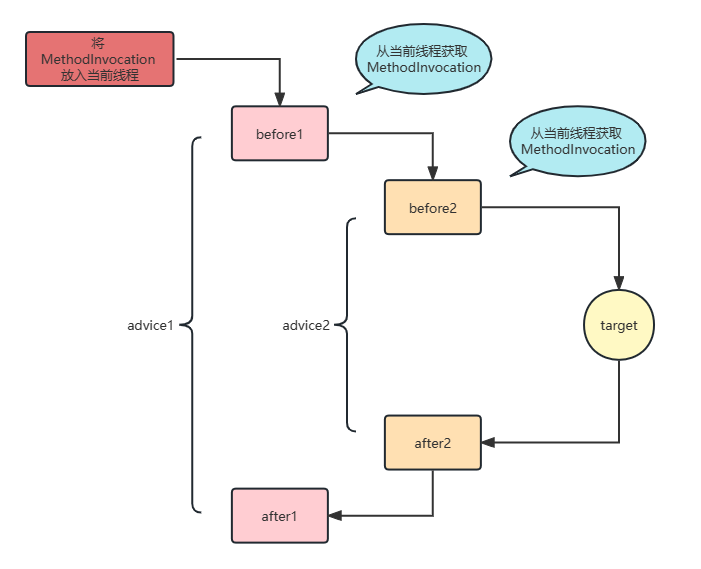 将
MethodInvocation
放入当前线程
从当前线程获取
MethodInvocation
before1
从当前线程获取
MethodInvocation
before2
advice1
advice2
target
after2
after1